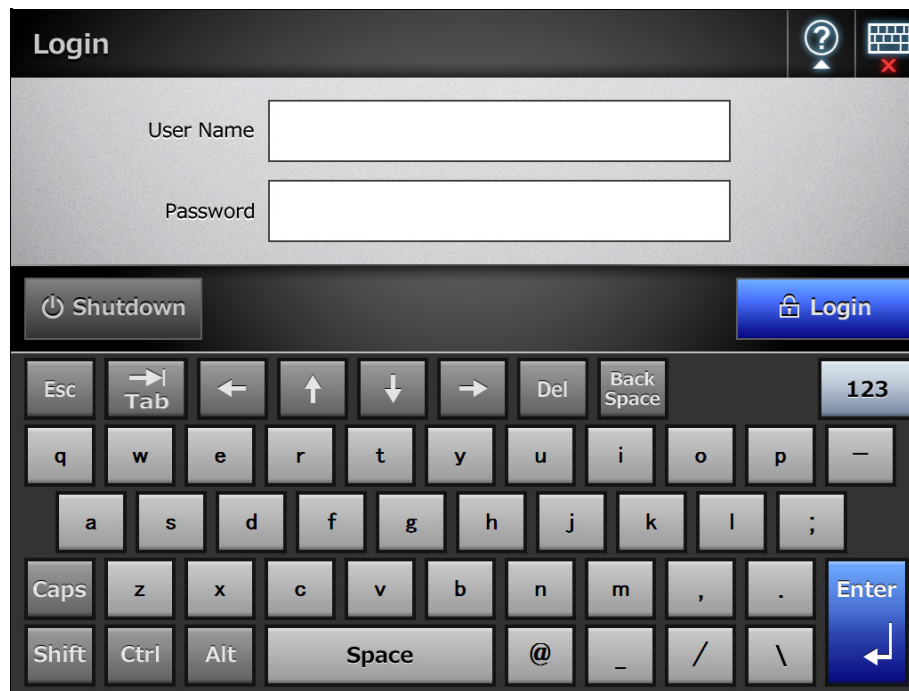 Login
?
User Name
Password
Shutdown
Login
Esc Tab Del Back Space 123
q w e r t y u i o p —
a s d f g h j k l ;
Caps z x c v b n m , . Enter
Shift Ctrl Alt Space @ _ / \